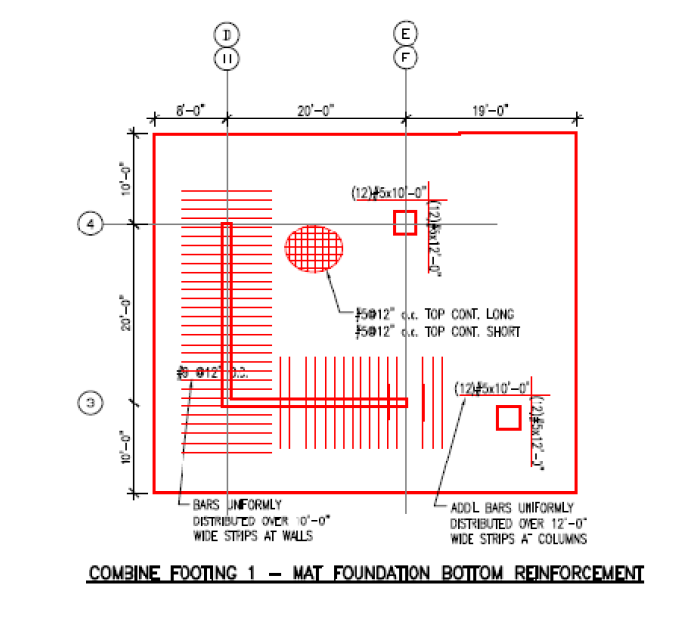 D
E
11
F
8'-0"
20'-0"
19'-0"
10'-0"
(12)#5x10'-0"
(12)#5x12'-0"
4
#5@12" o.c. TOP CONT. LONG
#5@12" o.c. TOP CONT. SHORT
20'-0"
@12"
(12)#5x10'-0"
(12)#5x12'-0"
3
10'-0"
BARS UNIFORMLY
DISTRIBUTED OVER 10'-0"
WIDE STRIPS AT WALLS
ADD'L BARS UNIFORMLY
DISTRIBUTED OVER 12'-0"
WIDE STRIPS AT COLUMNS
COMBINE FOOTING 1 – MAT FOUNDATION BOTTOM REINFORCEMENT